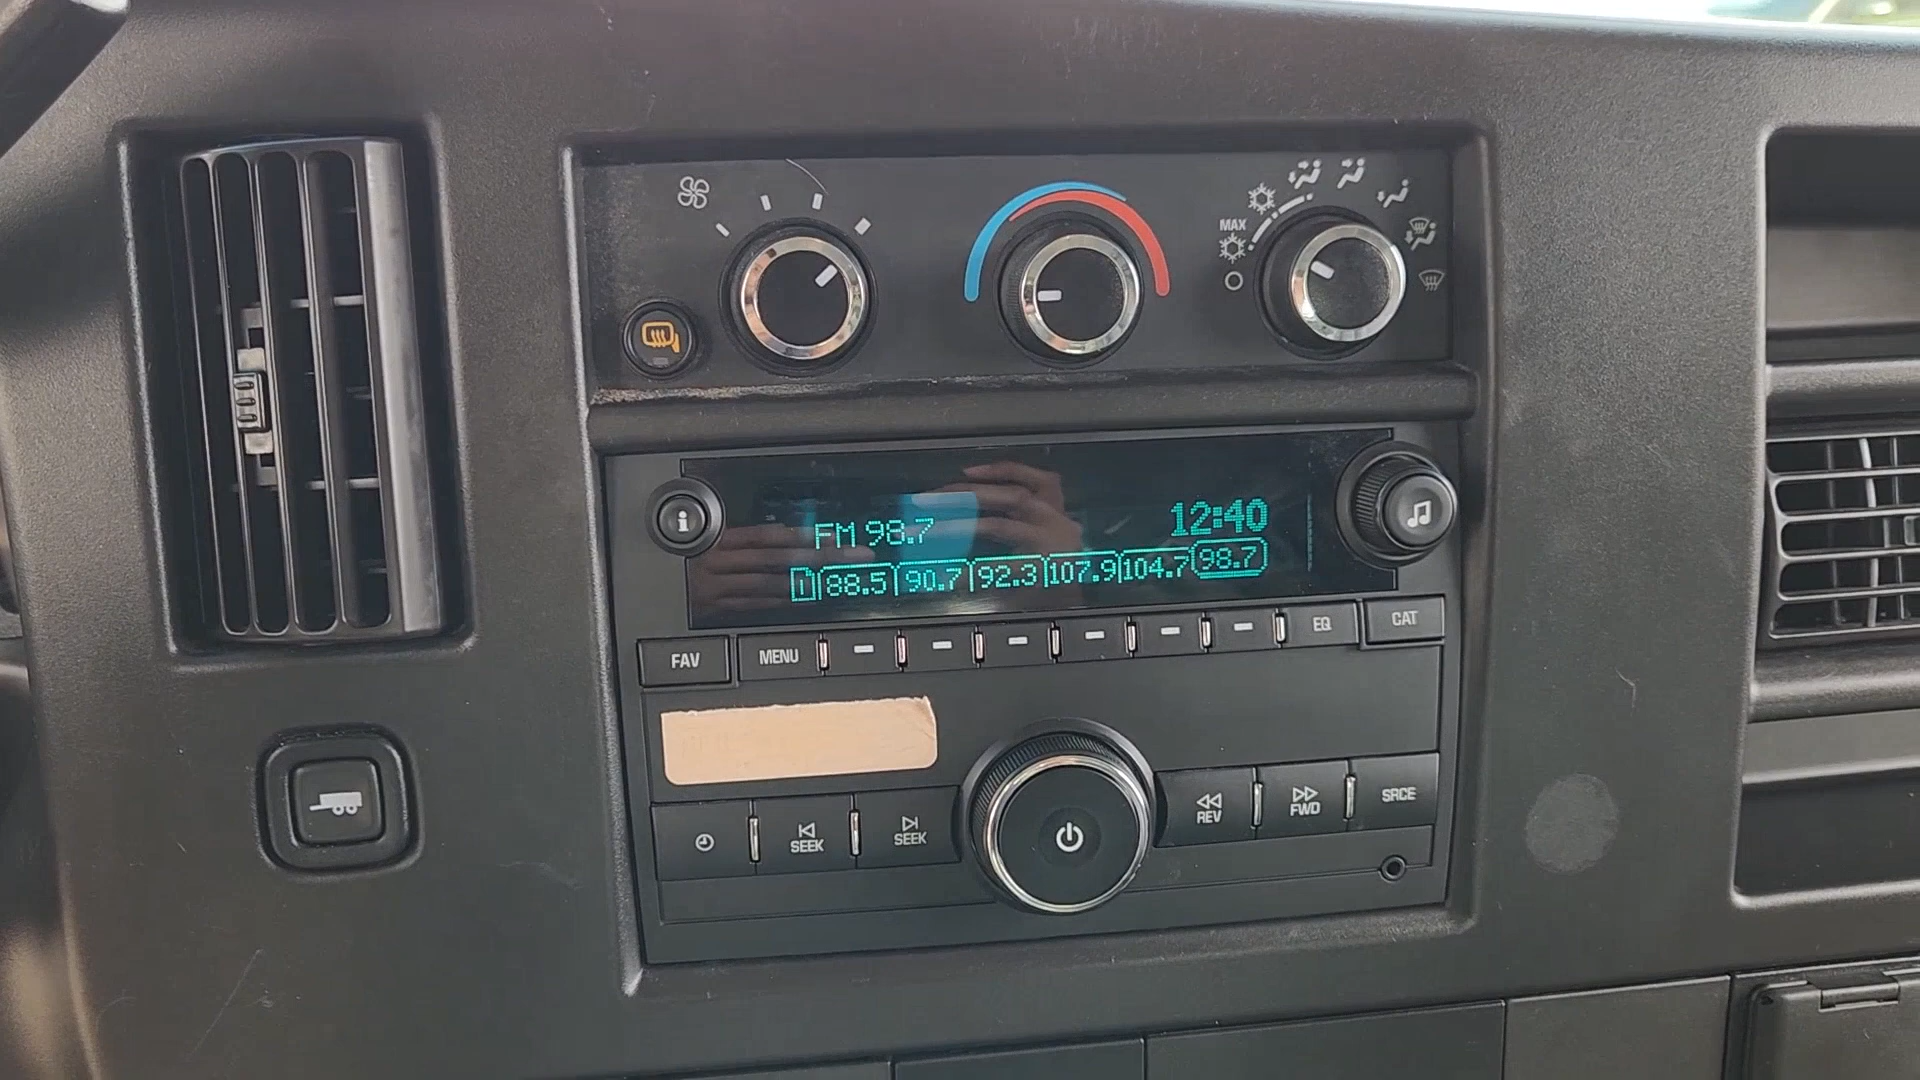 MAX
FM 98.7
12:40
1 88.5 90.7 92.3 107.9 104.7 98.7
FAV
MENU
EQ
CAT
SEEK
SEEK
REV
FWD
SRCE